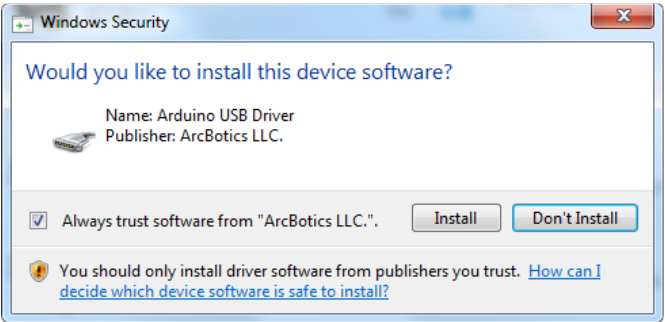 Windows Security
Would you like to install this device software?
Name: Arduino USB Driver
Publisher: ArcBotics LLC.
Always trust software from "ArcBotics LLC.".
Install
Don't Install
You should only install driver software from publishers you trust. How can I
decide which device software is safe to install?